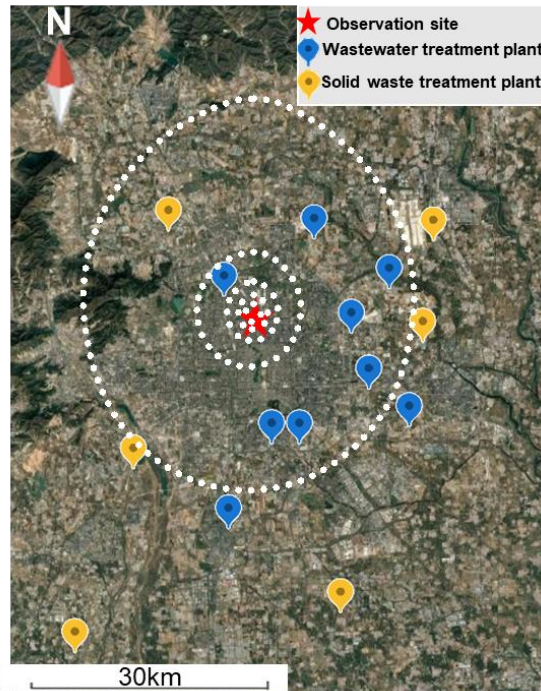 N
Observation site
Wastewater treatment plant
Solid waste treatment plant
30km